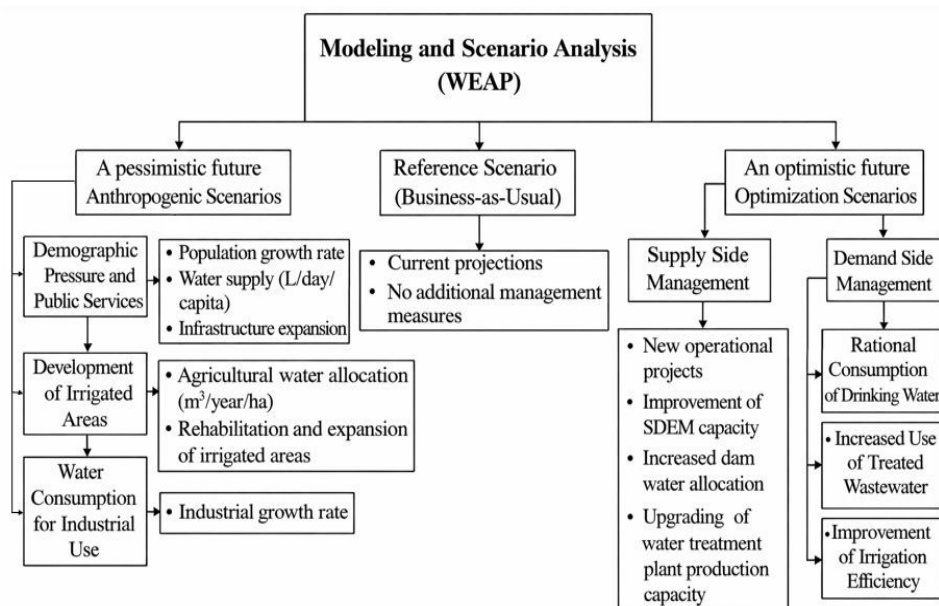 Modeling and Scenario Analysis
(WEAP)
A pessimistic future
Anthropogenic Scenarios
Reference Scenario
(Business-as-Usual)
An optimistic future
Optimization Scenarios
Demographic
Pressure and
Public Services
• Population growth rate
• Water supply (L/day/
capita)
• Infrastructure expansion
• Current projections
• No additional management
measures
Supply Side
Management
Demand Side
Management
Development
of Irrigated
Areas
• Agricultural water allocation
(m³/year/ha)
• Rehabilitation and expansion
of irrigated areas
Water
Consumption
for Industrial
Use
• Industrial growth rate
• New operational
projects
• Improvement of
SDEM capacity
• Increased dam
water allocation
• Upgrading of
water treatment
plant production
capacity
Rational
Consumption
of Drinking Water
• Increased Use
of Treated
Wastewater
• Improvement
of Irrigation
Efficiency